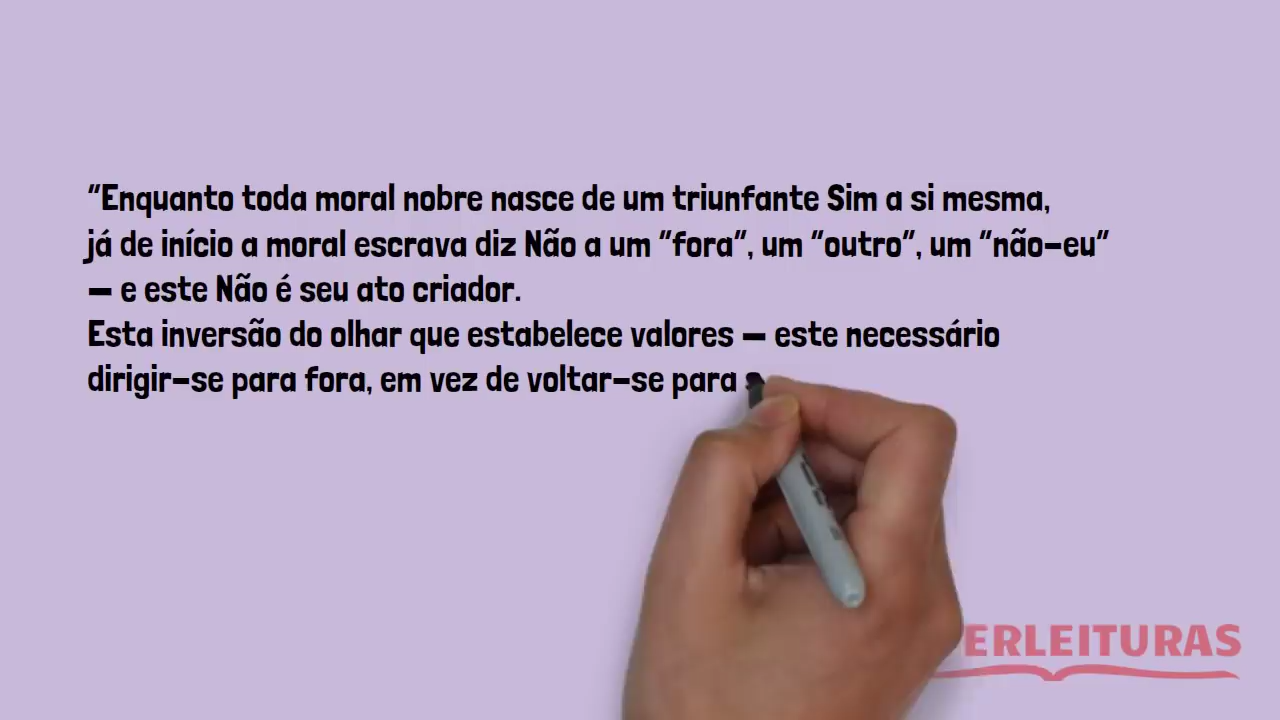 "Enquanto toda moral nobre nasce de um triunfante Sim a si mesma,
já de início a moral escrava diz Não a um "fora", um "outro", um "não-eu"
— e este Não é seu ato criador.
Esta inversão do olhar que estabelece valores — este necessário
dirigir-se para fora, em vez de voltar-se para
ERLEITURAS